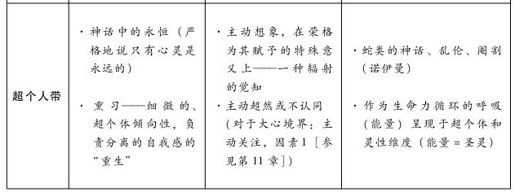 超个人带
·神话中的永恒（严
格地说只有心灵是
永远的）
·熏习——细微的、
超个体倾向性，负
责分离的自我感的
“重生”
·主动想象，在荣格
为其赋予的特殊意
义上——一种辐射
的觉知
·主动超然或不认同
（对于大心境界：主
动关注，因素Ⅰ［参
见第11章］）
·蛇类的神话、乱伦、阉割
（诺伊曼）
·作为生命力循环的呼吸
（能量）呈现于超个体和
灵性维度（能量＝圣灵）